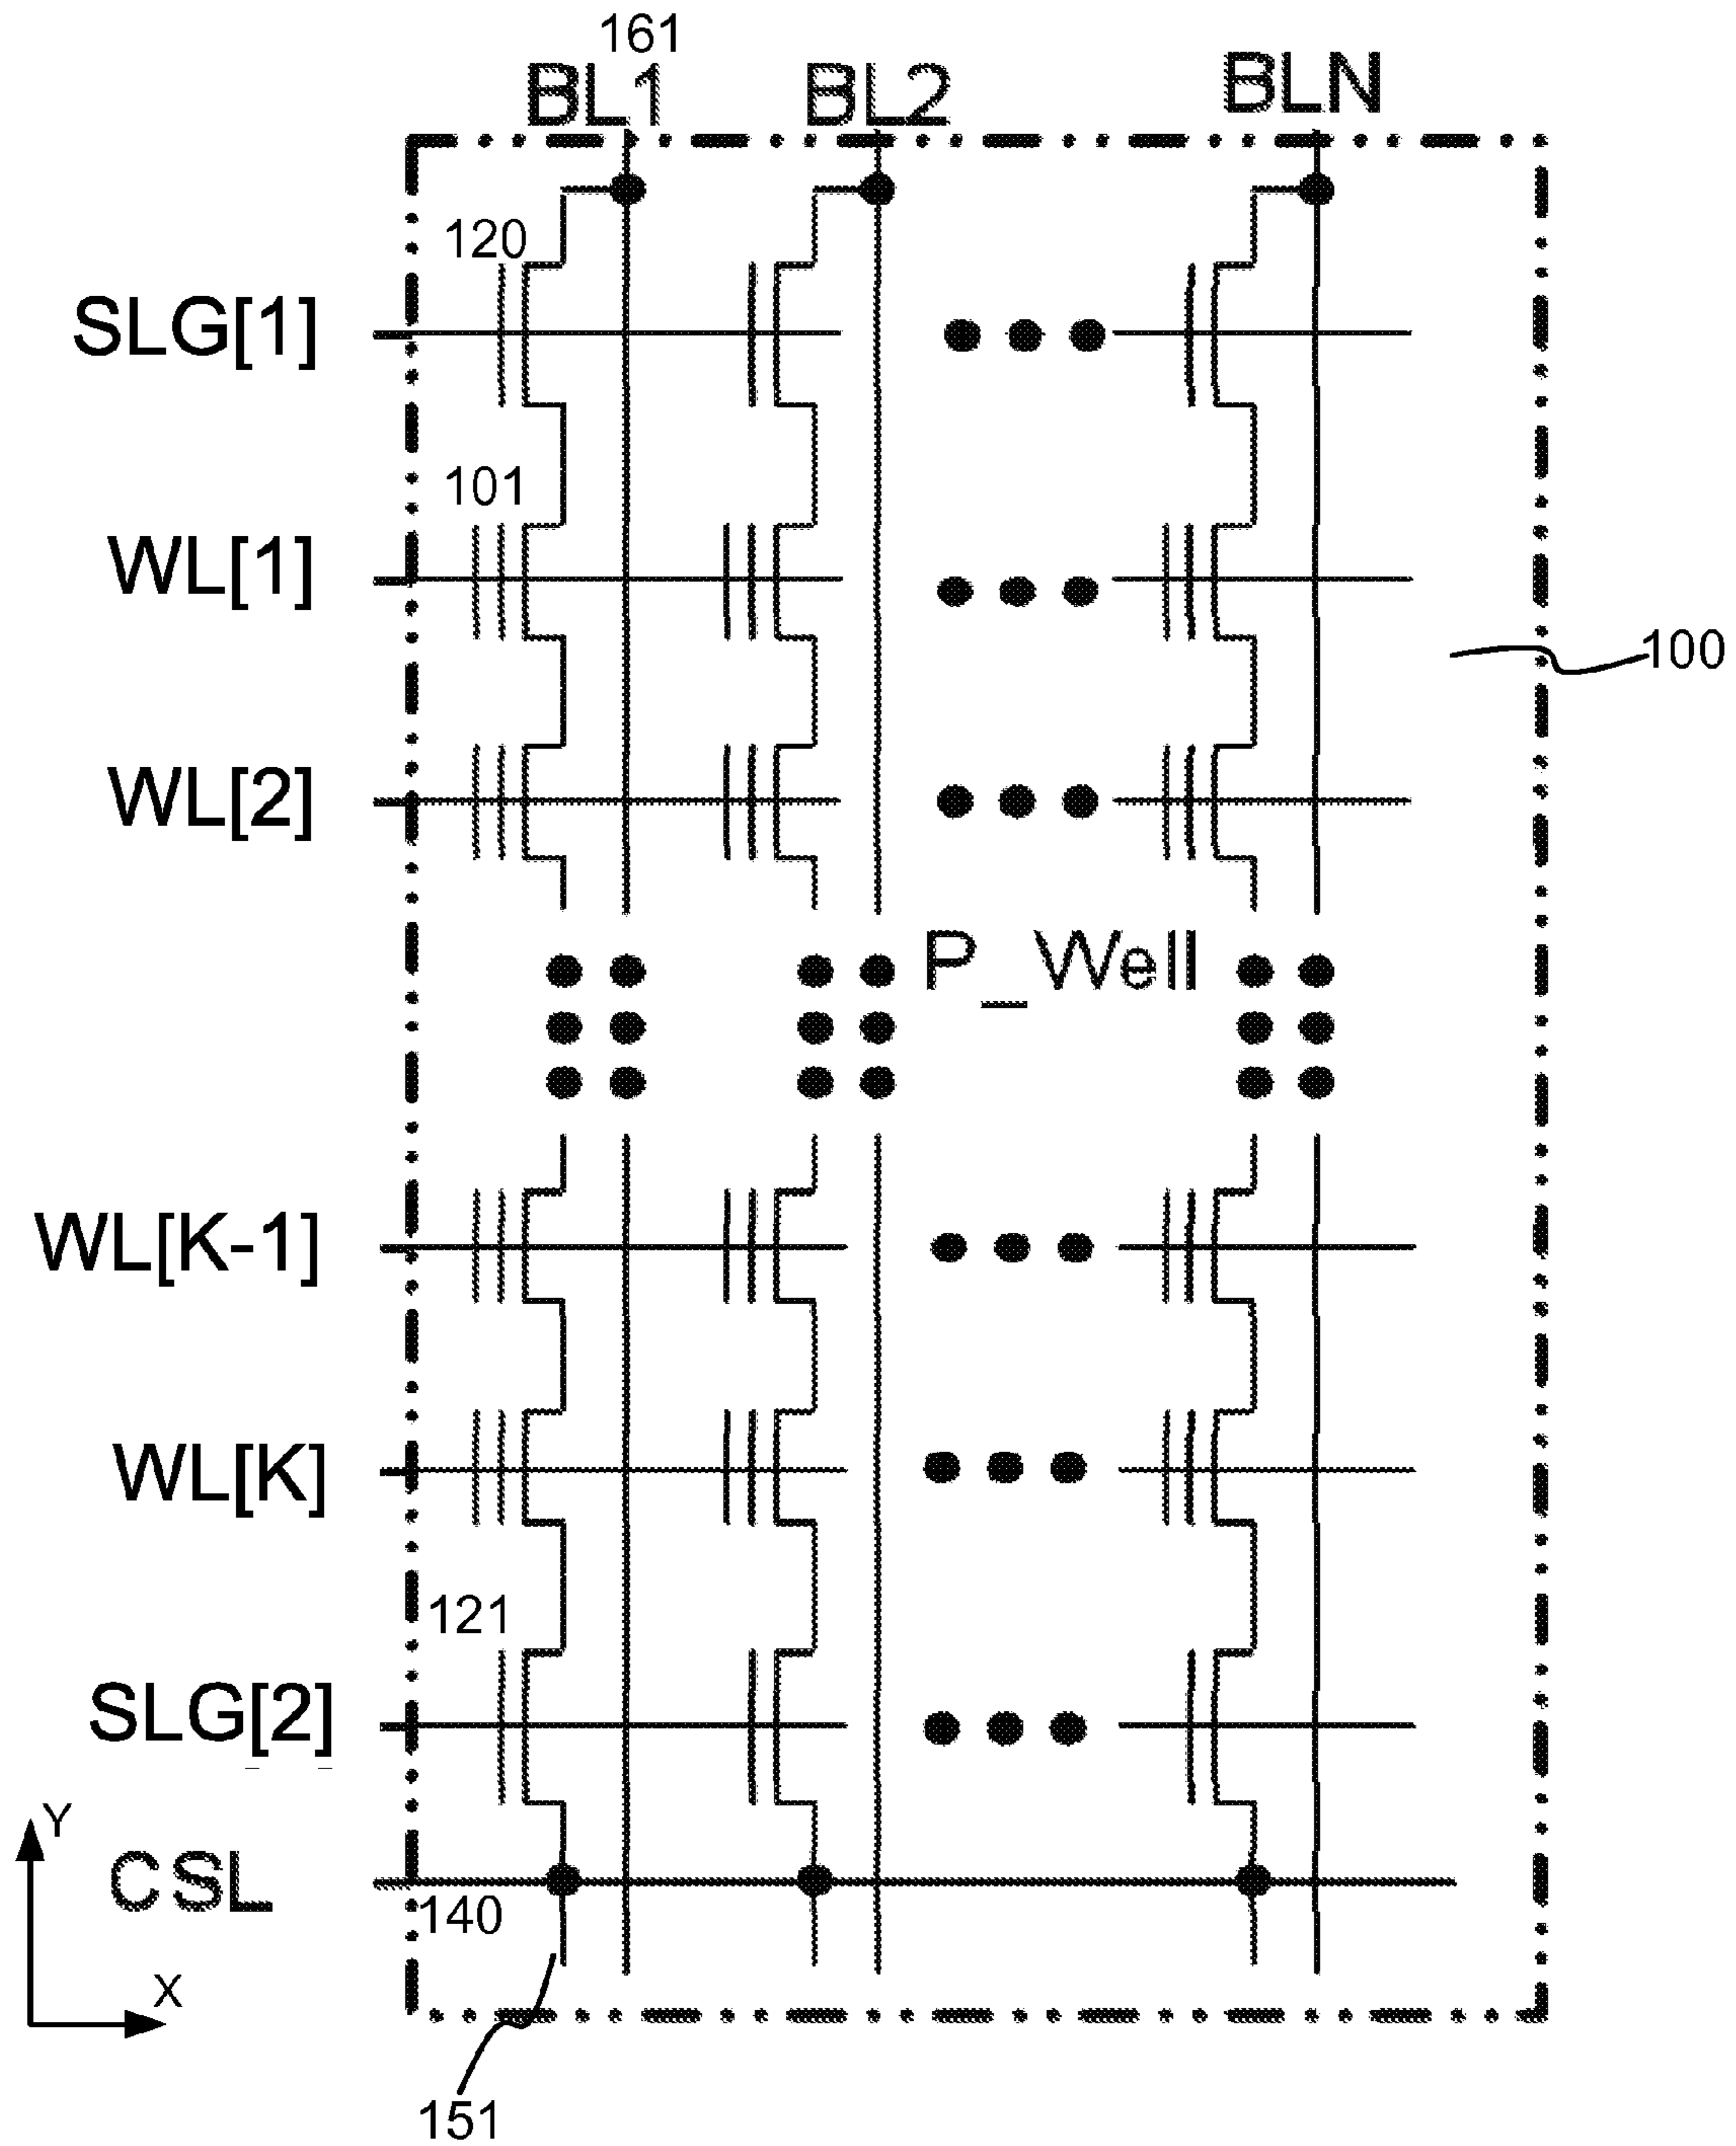 161
BL1 BL2 BLN
120
SLG[1]
101
WL[1]
100
WL[2]
P_Well
WL[K-1]
WL[K]
121
SLG[2]
Y
CSL
140
X
151